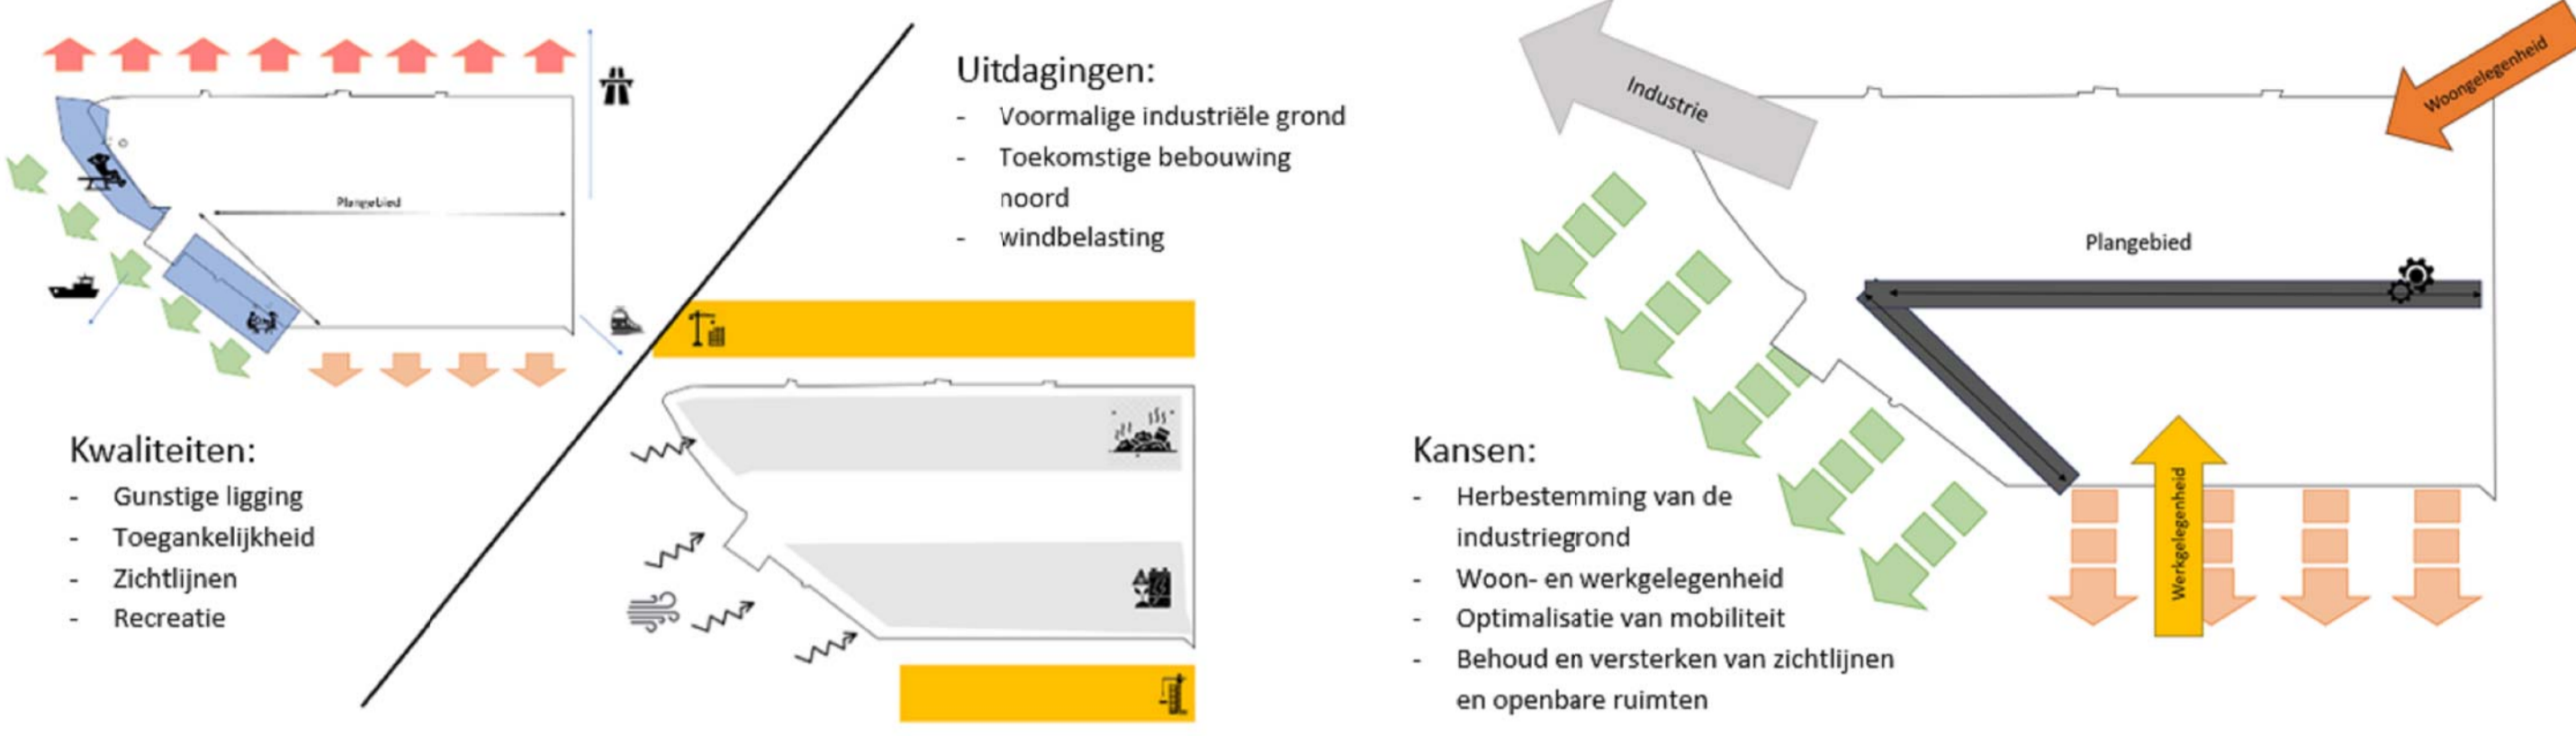 Plangebied
Kwaliteiten:
- Gunstige ligging
- Toegankelijkheid
- Zichtlijnen
- Recreatie
Uitdagingen:
- Voormalige industriële grond
- Toekomstige bebouwing
noord
- windbelasting
Industrie
Woongelegenheid
Plangebied
Werkgelegenheid
Kansen:
- Herbestemming van de
industriegrond
- Woon- en werkgelegenheid
- Optimalisatie van mobiliteit
- Behoud en versterken van zichtlijnen
en openbare ruimten